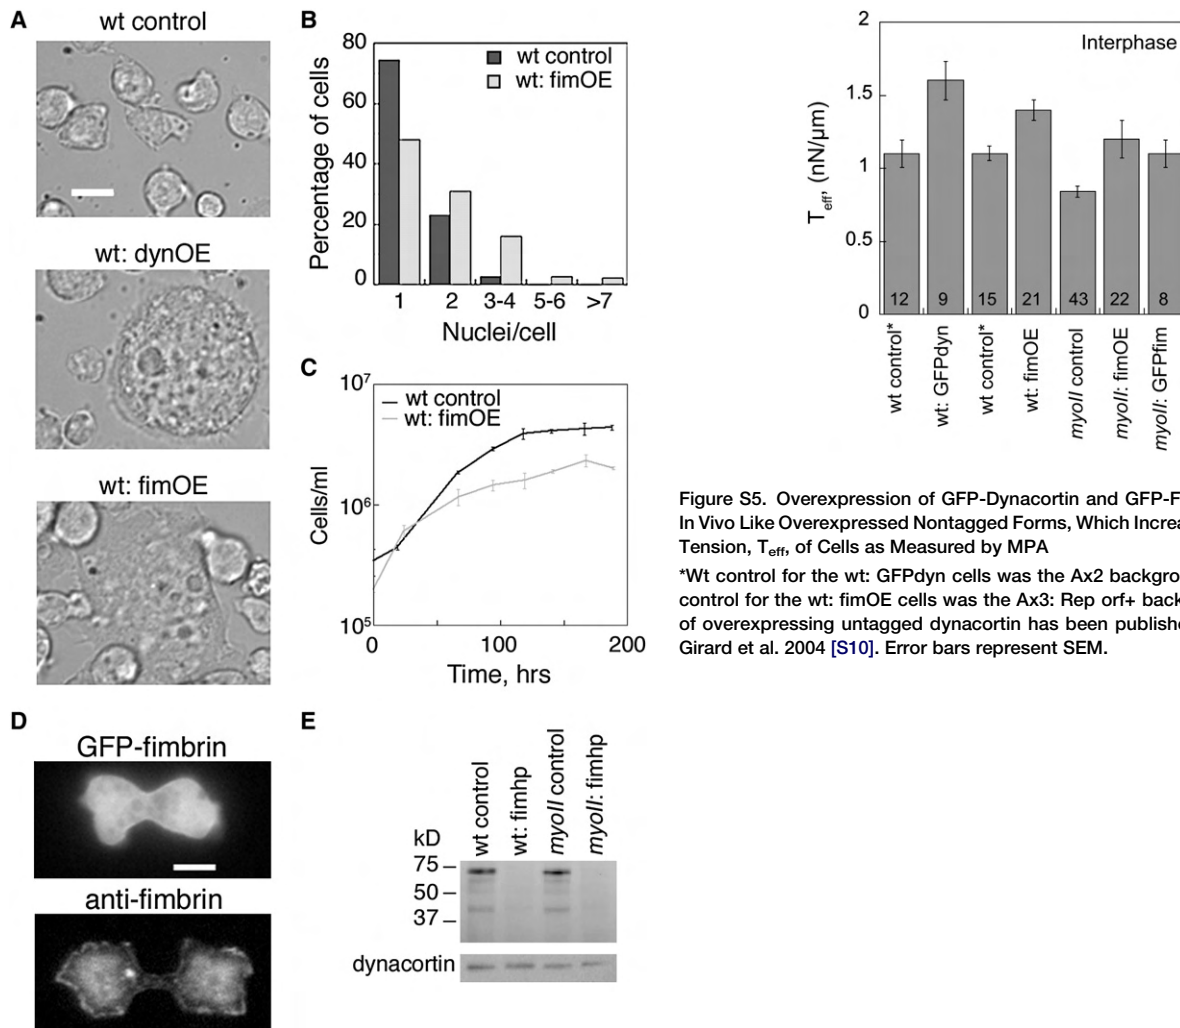 A
wt control
wt: dynOE
wt: fimOE
B
80
60
40
20
0
Percentage of cells
wt control
wt: fimOE
1 2 3-4 5-6 >7
Nuclei/cell
C
10⁷
10⁶
10⁵
Cells/ml
wt control
wt: fimOE
0 100 200
Time, hrs
D
GFP-fimbrin
anti-fimbrin
E
wt control
wt: fimhp
myoII control
myoII: fimhp
kD
75
50
37
dynacortin
2
1.5
1
0.5
0
Teff, (nN/µm)
Interphase
12 9 15 21 43 22 8
wt control*
wt: GFPdyn
wt control*
wt: fimOE
myoII control
myoII: fimOE
myoII: GFPfim
Figure S5. Overexpression of GFP-Dynacortin and GFP-F
In Vivo Like Overexpressed Nontagged Forms, Which Increa
Tension, Teff, of Cells as Measured by MPA
*Wt control for the wt: GFPdyn cells was the Ax2 backgro
control for the wt: fimOE cells was the Ax3: Rep orf+ back
of overexpressing untagged dynacortin has been publishe
Girard et al. 2004 [S10]. Error bars represent SEM.